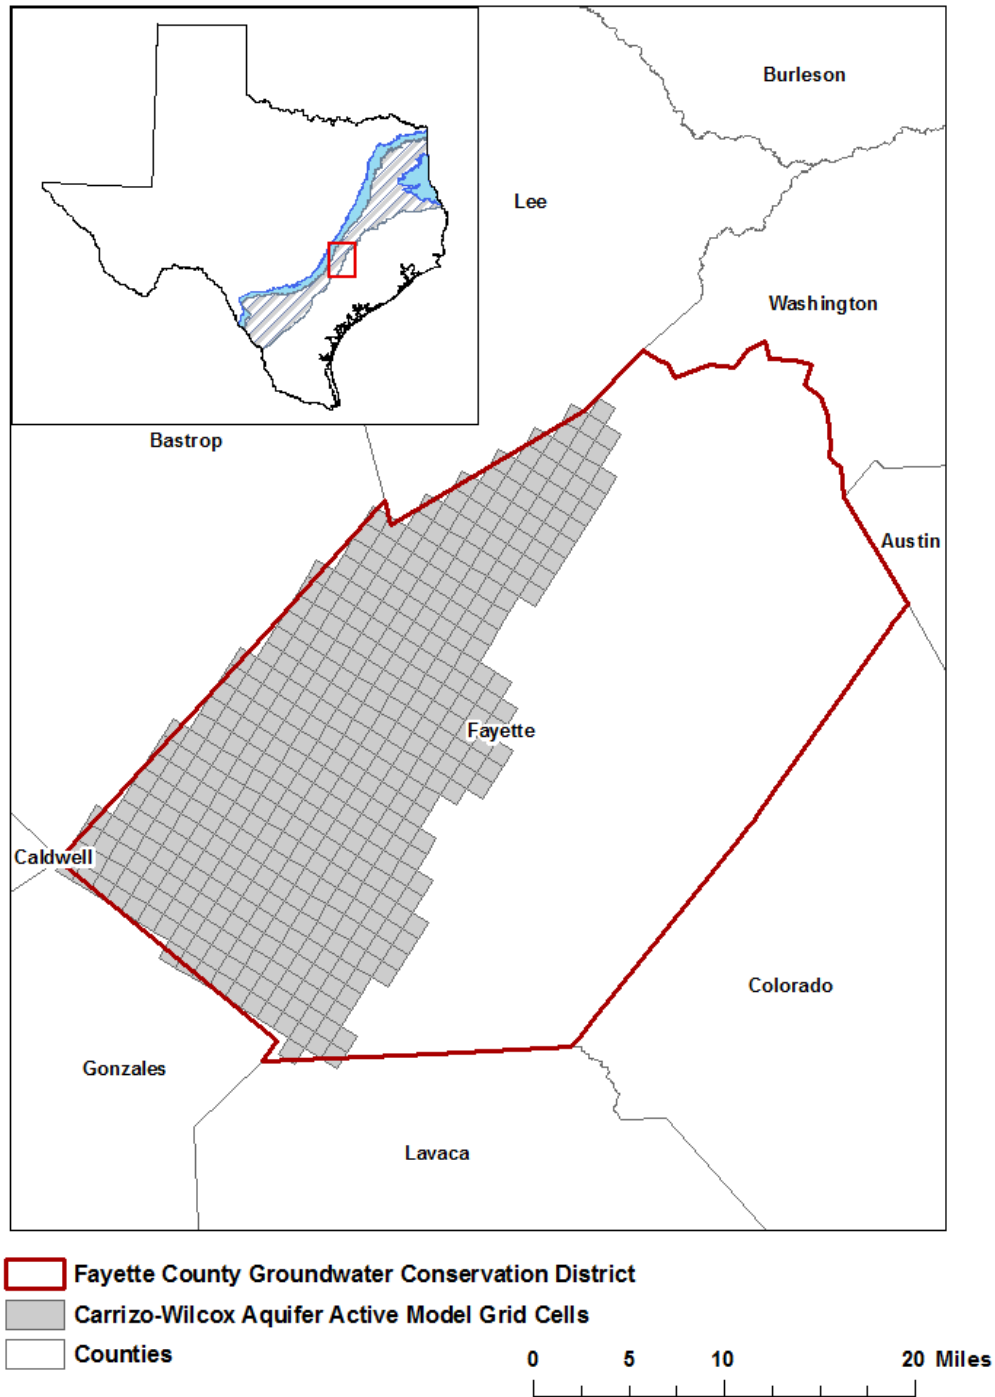 Burleson
Lee
Washington
Bastrop
Austin
Fayette
Caldwell
Colorado
Gonzales
Lavaca
Fayette County Groundwater Conservation District
Carrizo-Wilcox Aquifer Active Model Grid Cells
Counties
0 5 10 20 Miles